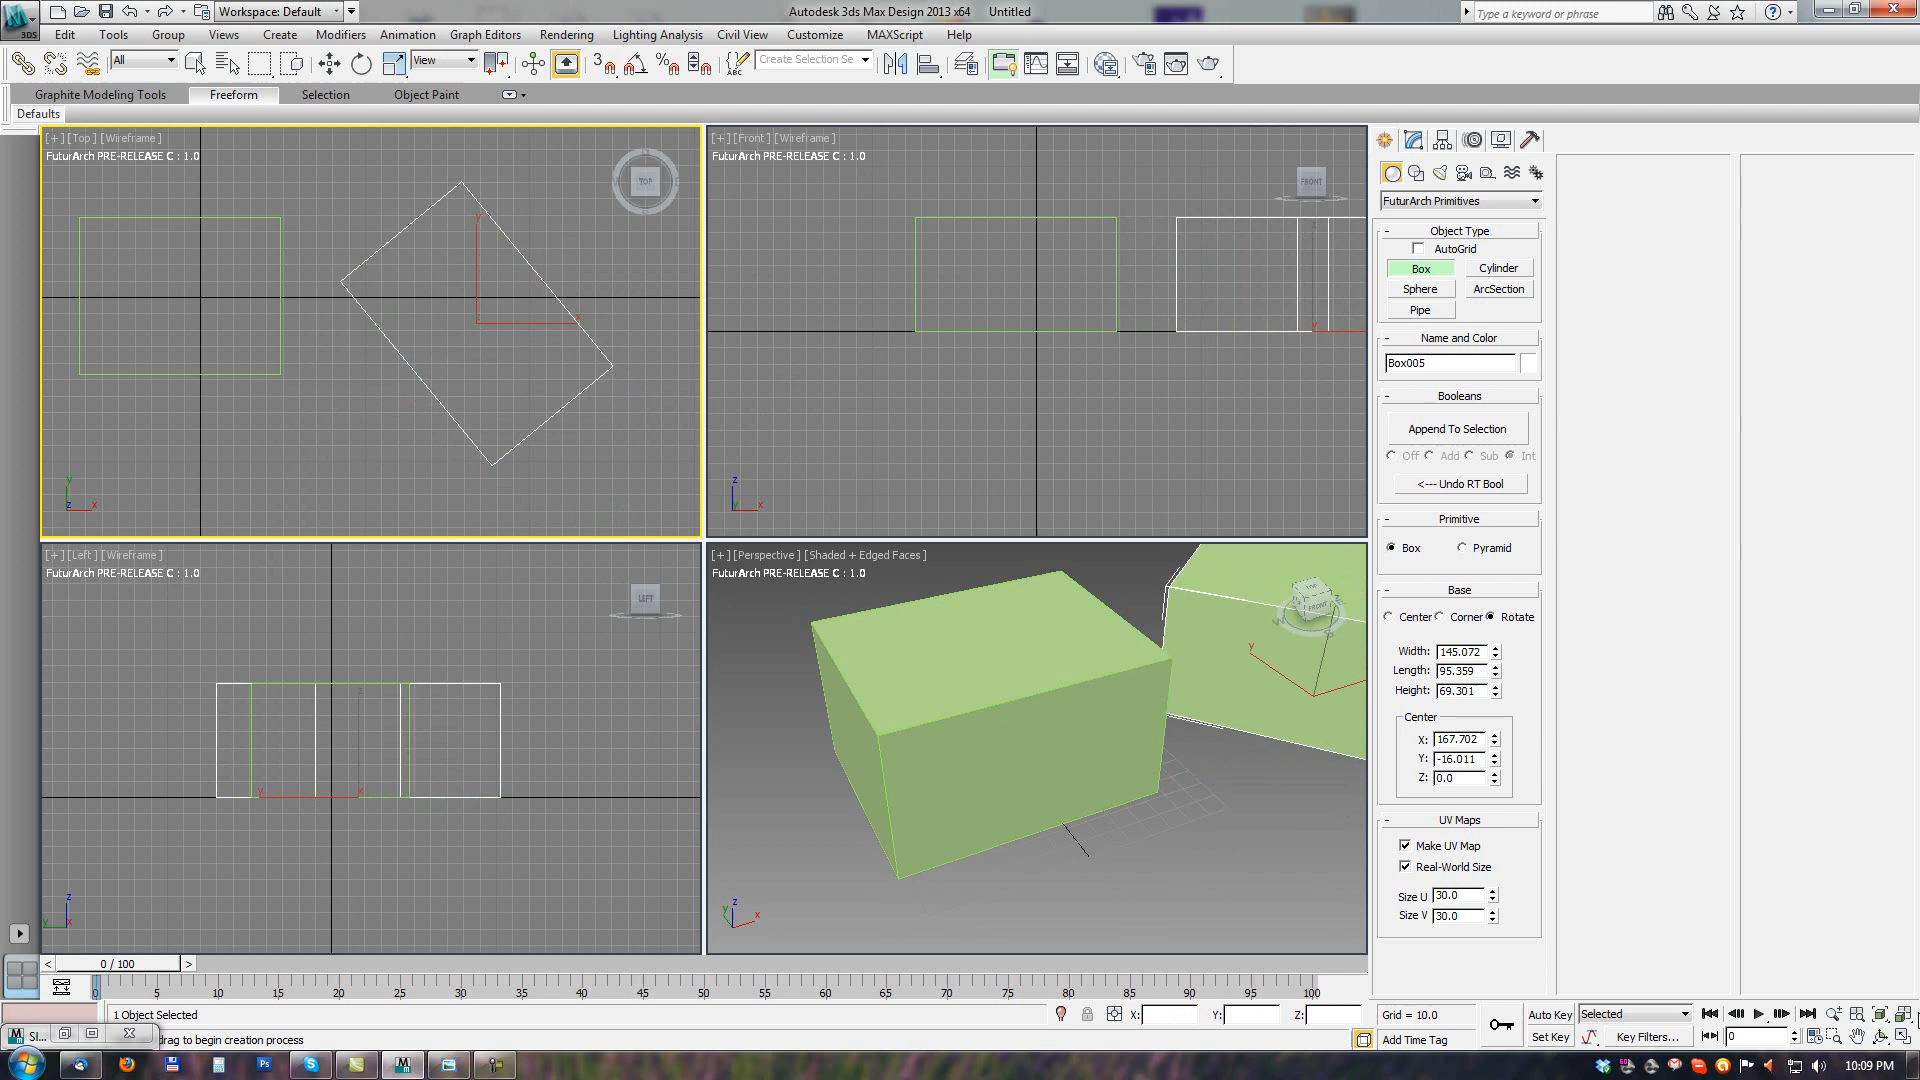 Workspace: Default
Autodesk 3ds Max Design 2013 x64 Untitled
Type a keyword or phrase
3DS
Edit Tools Group Views Create Modifiers Animation Graph Editors Rendering Lighting Analysis Civil View Customize MAXScript Help
All
View
3
ABC
Create Selection Se
Graphite Modeling Tools Freeform Selection Object Paint
Defaults
[ + ] [ Top ] [ Wireframe ]
FuturArch PRE-RELEASE C : 1.0
TOP
y
x
y
z
x
[ + ] [ Front ] [ Wireframe ]
FuturArch PRE-RELEASE C : 1.0
FRONT
z
x
[ + ] [ Left ] [ Wireframe ]
FuturArch PRE-RELEASE C : 1.0
LEFT
y
x
z
y
x
[ + ] [ Perspective ] [ Shaded + Edged Faces ]
FuturArch PRE-RELEASE C : 1.0
TOP
FRONT
y
z
y
x
FuturArch Primitives
- Object Type
AutoGrid
Box Cylinder
Sphere ArcSection
Pipe
- Name and Color
Box005
- Booleans
Append To Selection
Off Add Sub Int
<--- Undo RT Bool
- Primitive
Box Pyramid
- Base
Center Corner Rotate
Width: 145.072
Length: 95.359
Height: 69.301
Center
X: 167.702
Y: -16.011
Z: 0.0
- UV Maps
Make UV Map
Real-World Size
Size U 30.0
Size V 30.0
< 0 / 100 >
0 5 10 15 20 25 30 35 40 45 50 55 60 65 70 75 80 85 90 95 100
1 Object Selected
X: Y: Z:
Grid = 10.0
Auto Key Selected
drag to begin creation process
Add Time Tag
Set Key Key Filters...
0
10:09 PM